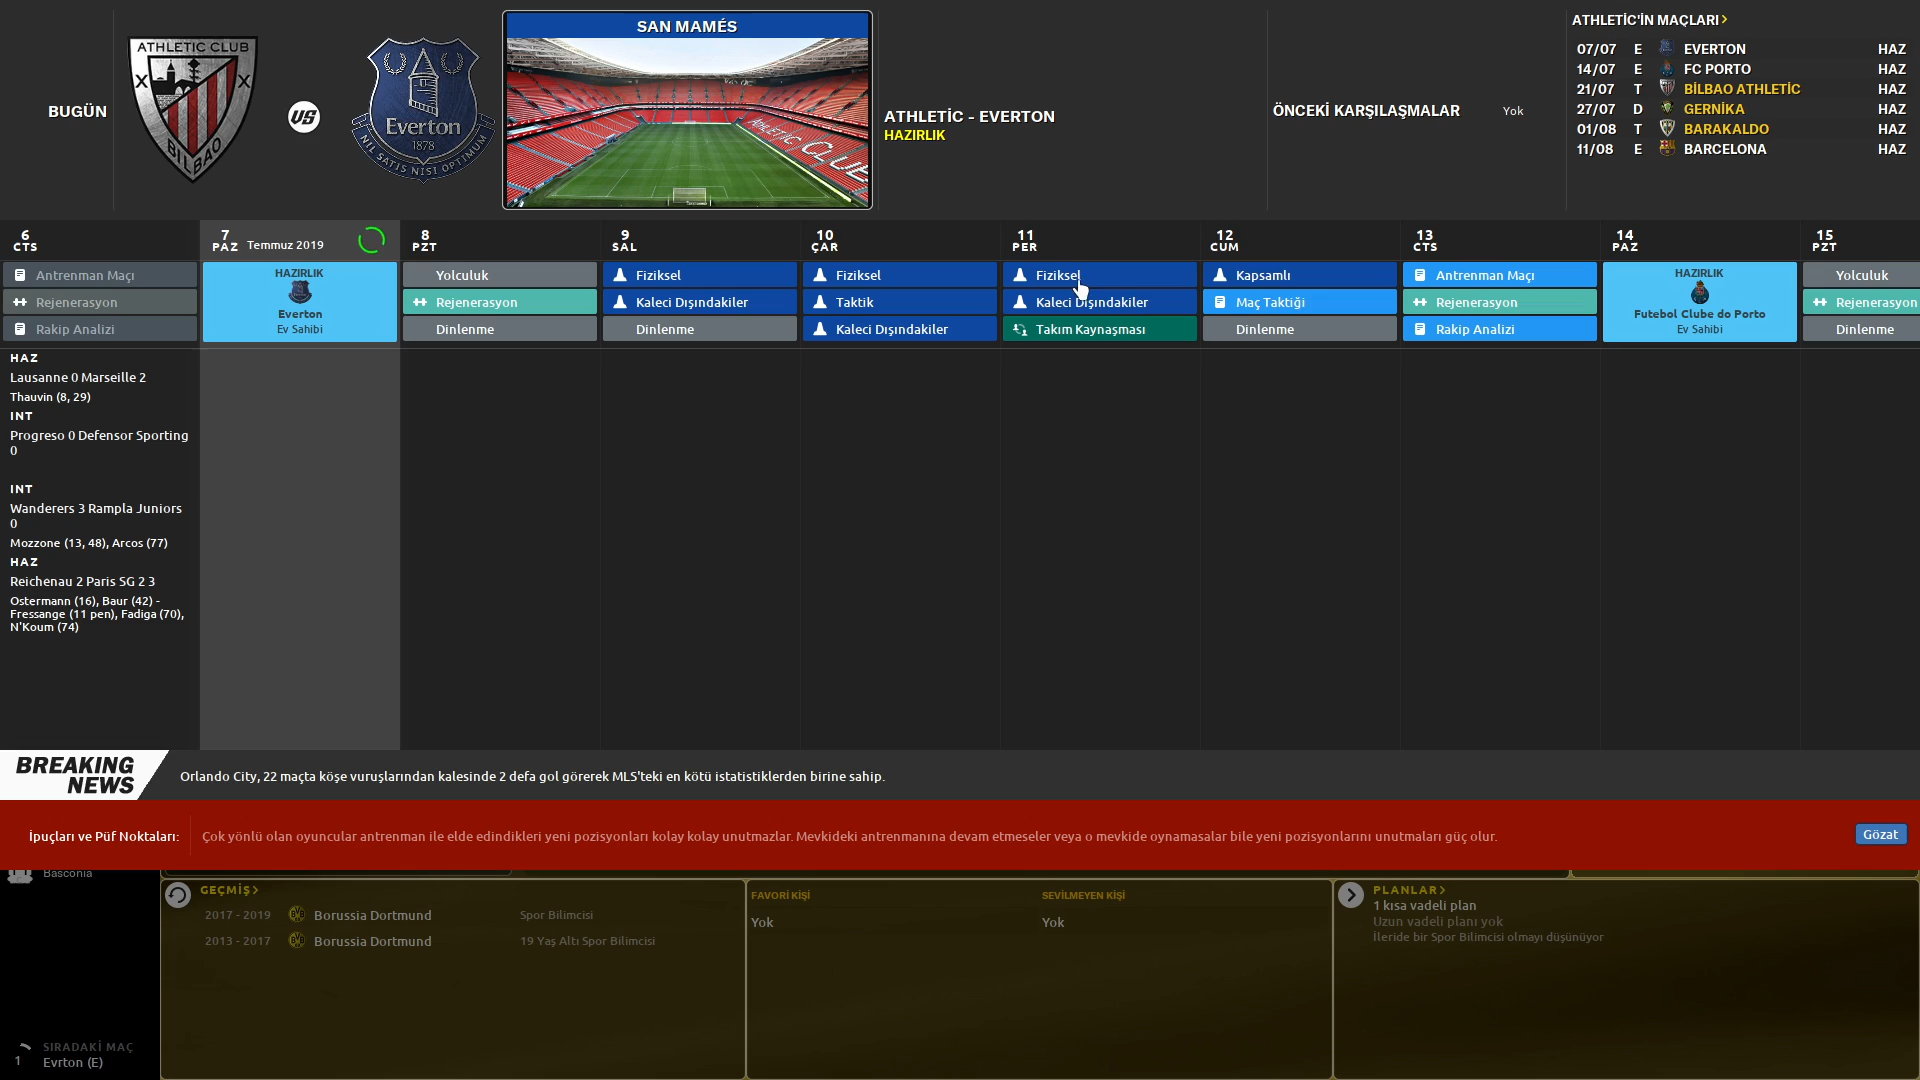 BUGÜN
ATHLETIC CLUB
BILBAO
VS
Everton
1878
NIL SATIS NISI OPTIMUM
SAN MAMÉS
ATHLETIC CLUB
ATHLETİC - EVERTON
HAZIRLIK
ÖNCEKİ KARŞILAŞMALAR
Yok
ATHLETİC'İN MAÇLARI
07/07 E EVERTON HAZ
14/07 E FC PORTO HAZ
21/07 T BİLBAO ATHLETİC HAZ
27/07 D GERNİKA HAZ
01/08 T BARAKALDO HAZ
11/08 E BARCELONA HAZ
6 CTS
7 PAZ Temmuz 2019
8 PZT
9 SAL
10 ÇAR
11 PER
12 CUM
13 CTS
14 PAZ
15 PZT
Antrenman Maçı
Rejenerasyon
Rakip Analizi
HAZIRLIK
Everton
Ev Sahibi
Yolculuk
Rejenerasyon
Dinlenme
Fiziksel
Kaleci Dışındakiler
Dinlenme
Fiziksel
Taktik
Kaleci Dışındakiler
Fiziksel
Kaleci Dışındakiler
Takım Kaynaşması
Kapsamlı
Maç Taktiği
Dinlenme
Antrenman Maçı
Rejenerasyon
Rakip Analizi
HAZIRLIK
Futebol Clube do Porto
Ev Sahibi
Yolculuk
Rejenerasyon
Dinlenme
HAZ
Lausanne 0 Marseille 2
Thauvin (8, 29)
INT
Progreso 0 Defensor Sporting
0
INT
Wanderers 3 Rampla Juniors
0
Mozzone (13, 48), Arcos (77)
HAZ
Reichenau 2 Paris SG 2 3
Ostermann (16), Baur (42) -
Fressange (11 pen), Fadiga (70),
N'Koum (74)
BREAKING
NEWS
Orlando City, 22 maçta köşe vuruşlarından kalesinde 2 defa gol görerek MLS'teki en kötü istatistiklerden birine sahip.
İpuçları ve Püf Noktaları:
Çok yönlü olan oyuncular antrenman ile elde edindikleri yeni pozisyonları kolay kolay unutmazlar. Mevkideki antrenmanına devam etmeseler veya o mevkide oynamasalar bile yeni pozisyonlarını unutmaları güç olur.
Gözat
Basconia
GEÇMİŞ
2017 - 2019 Borussia Dortmund Spor Bilimcisi
2013 - 2017 Borussia Dortmund 19 Yaş Altı Spor Bilimcisi
FAVORİ KİŞİ
Yok
SEVİLMEYEN KİŞİ
Yok
PLANLAR
1 kısa vadeli plan
Uzun vadeli planı yok
İleride bir Spor Bilimcisi olmayı düşünüyor
1
SIRADAKİ MAÇ
Evrton (E)